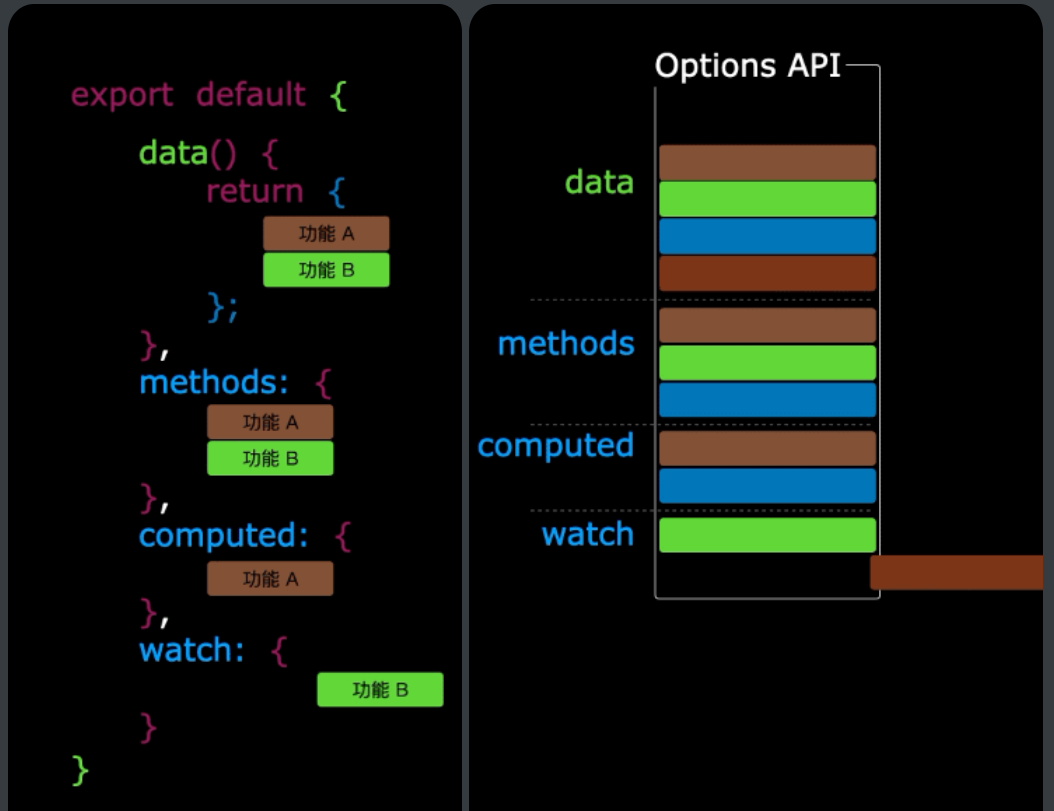 export default {
data() {
return {
功能 A
功能 B
};
},
methods: {
功能 A
功能 B
},
computed: {
功能 A
},
watch: {
功能 B
}
}
Options API
data
methods
computed
watch